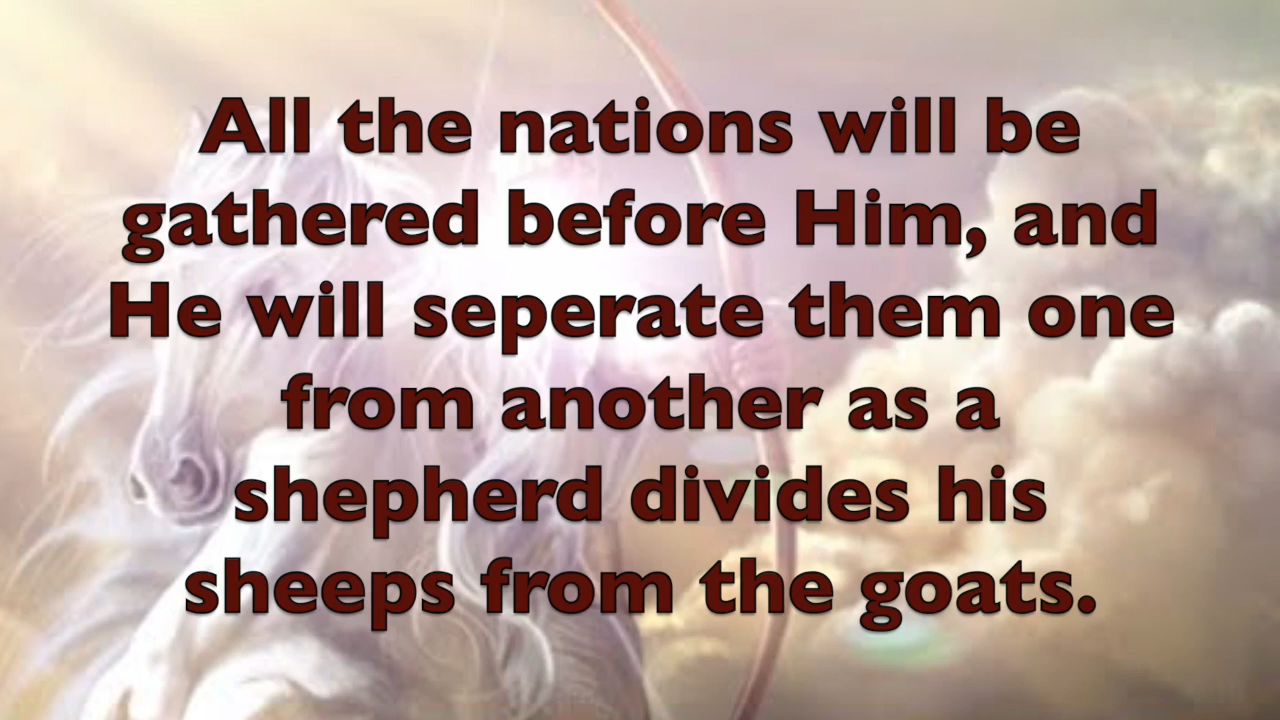 All the nations will be
gathered before Him, and
He will seperate them one
from another as a
shepherd divides his
sheeps from the goats.